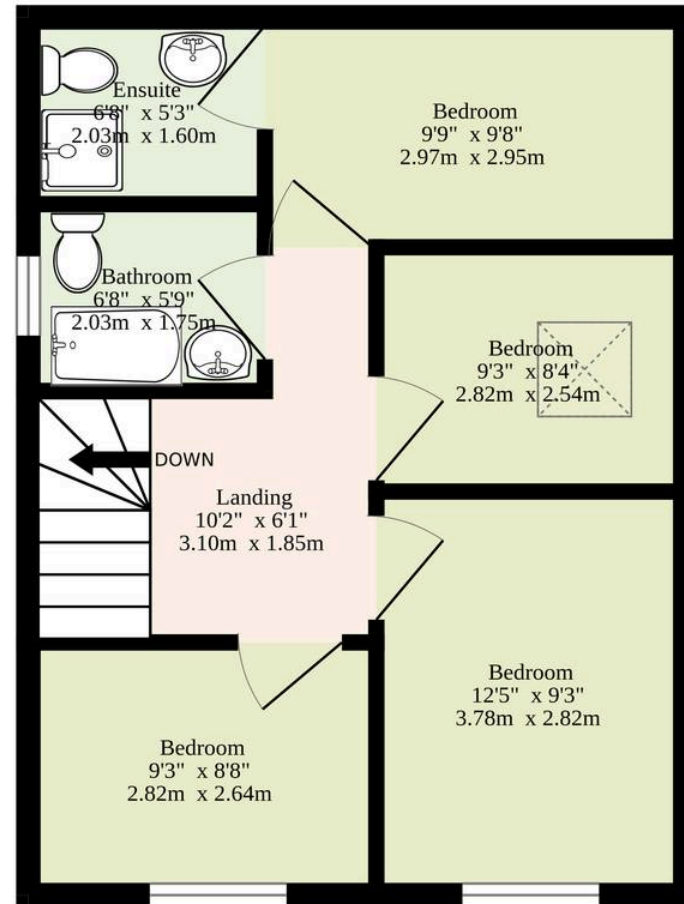 Ensuite
6'8" x 5'3"
2.03m x 1.60m
Bedroom
9'9" x 9'8"
2.97m x 2.95m
Bathroom
6'8" x 5'9"
2.03m x 1.75m
Bedroom
9'3" x 8'4"
2.82m x 2.54m
DOWN
Landing
10'2" x 6'1"
3.10m x 1.85m
Bedroom
12'5" x 9'3"
3.78m x 2.82m
Bedroom
9'3" x 8'8"
2.82m x 2.64m